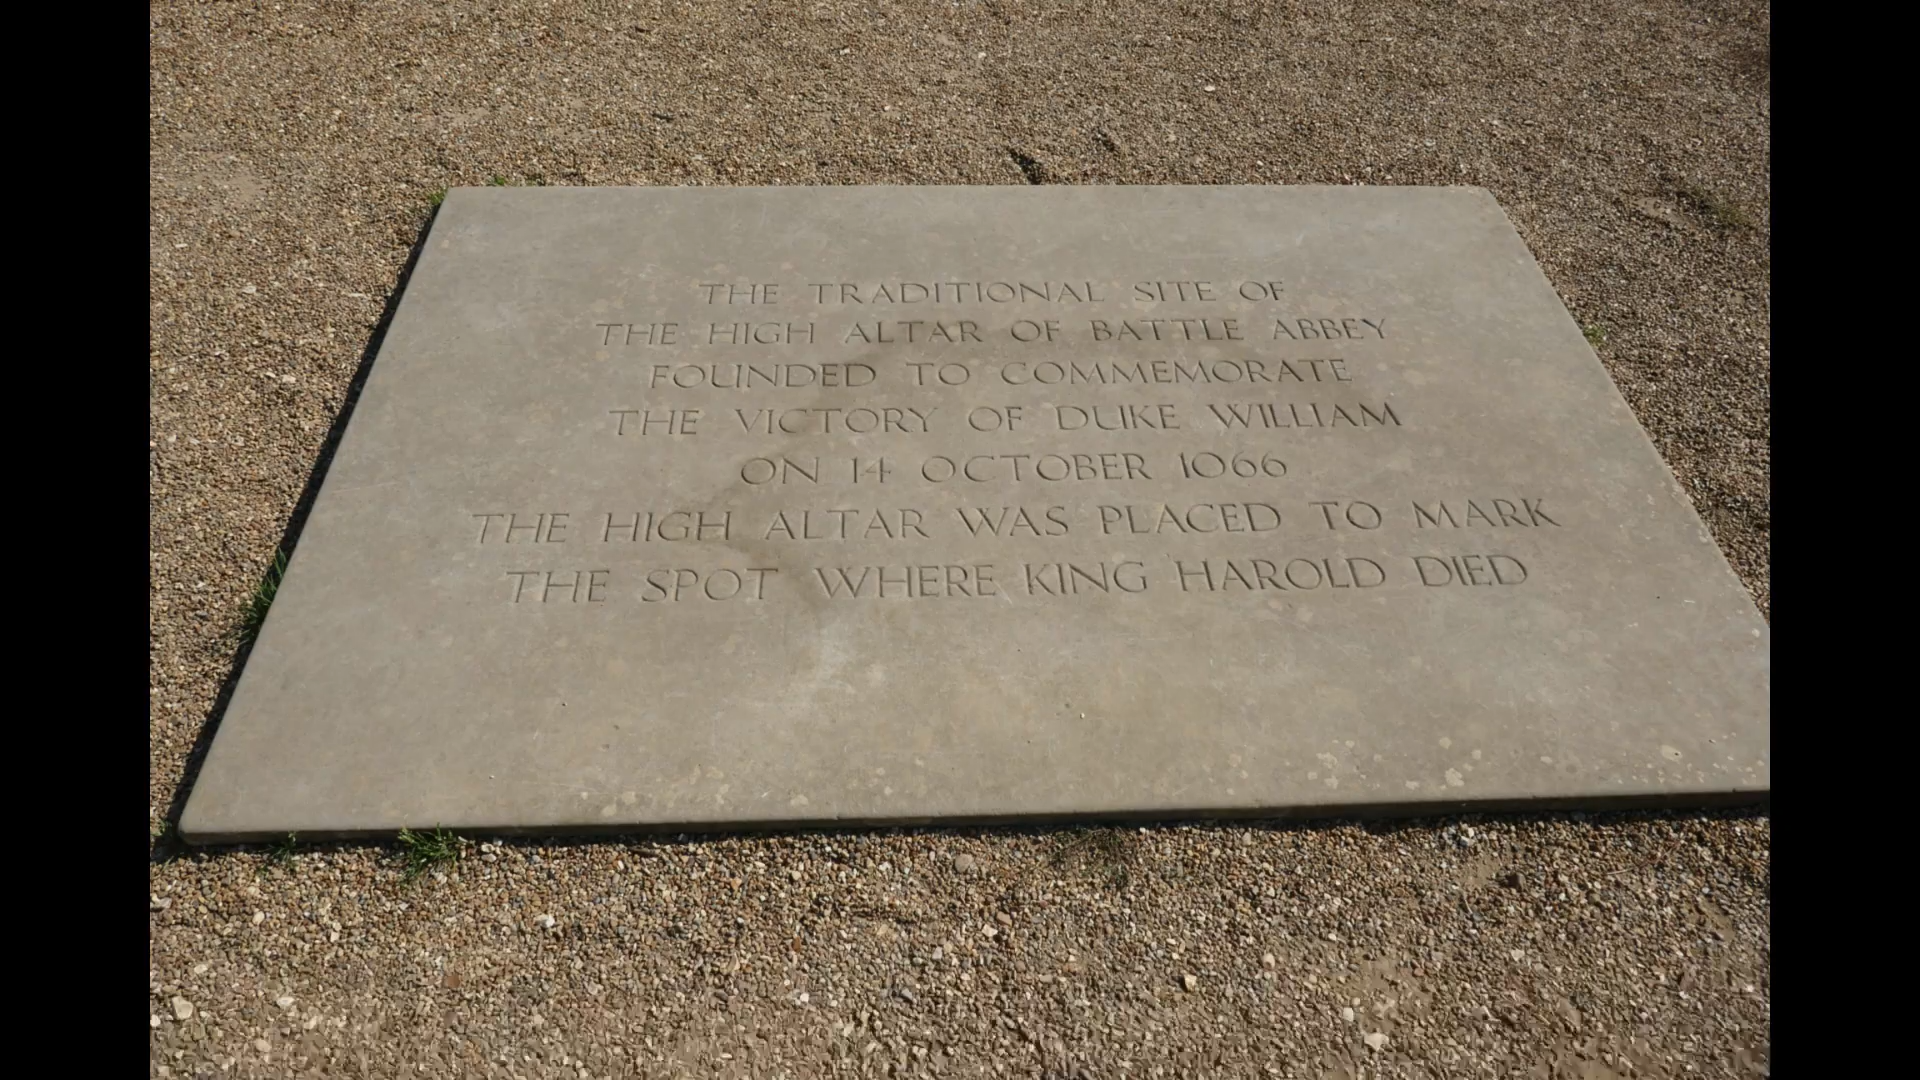 THE TRADITIONAL SITE OF
THE HIGH ALTAR OF BATTLE ABBEY
FOUNDED TO COMMEMORATE
THE VICTORY OF DUKE WILLIAM
ON 14 OCTOBER 1066
THE HIGH ALTAR WAS PLACED TO MARK
THE SPOT WHERE KING HAROLD DIED